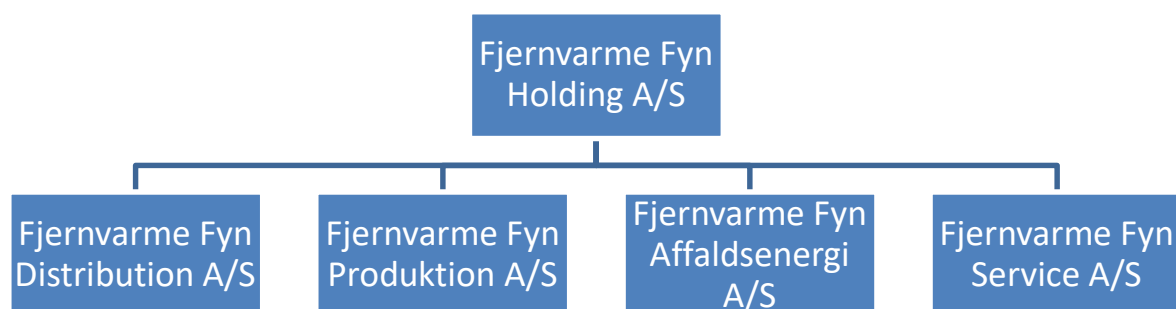 Fjernvarme Fyn
Holding A/S
Fjernvarme Fyn
Distribution A/S
Fjernvarme Fyn
Produktion A/S
Fjernvarme Fyn
Affaldsenergi
A/S
Fjernvarme Fyn
Service A/S